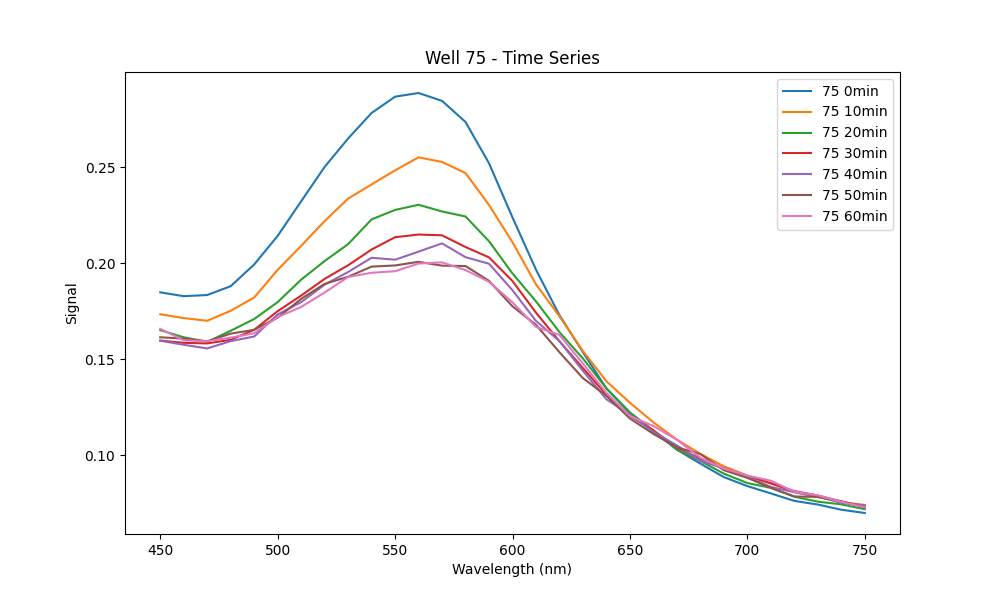 Well 75 - Time Series
75 0min
75 10min
75 20min
75 30min
75 40min
75 50min
75 60min
Signal
0.25
0.20
0.15
0.10
450 500 550 600 650 700 750
Wavelength (nm)